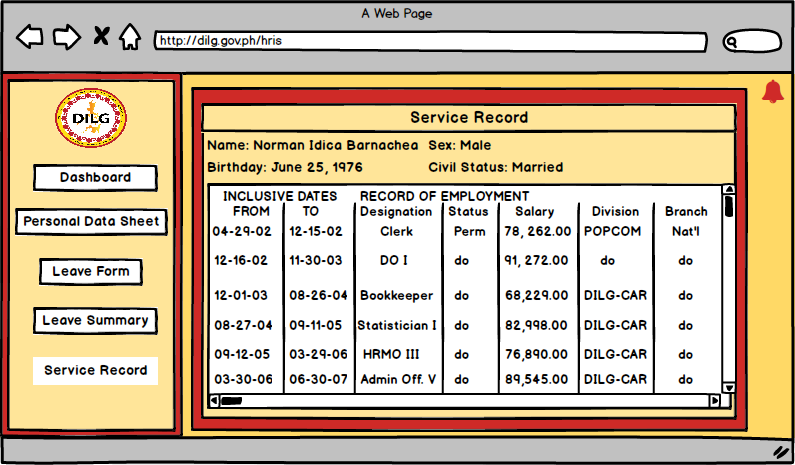 A Web Page
http://dilg.gov.ph/hris
DILG
Dashboard
Personal Data Sheet
Leave Form
Leave Summary
Service Record
Service Record
Name: Norman Idica Barnachea Sex: Male
Birthday: June 25, 1976 Civil Status: Married
INCLUSIVE DATES RECORD OF EMPLOYMENT
FROM TO Designation Status Salary Division Branch
04-29-02 12-15-02 Clerk Perm 78, 262.00 POPCOM Nat'l
12-16-02 11-30-03 DO I do 91, 272.00 do do
12-01-03 08-26-04 Bookkeeper do 68,229.00 DILG-CAR do
08-27-04 09-11-05 Statistician I do 82,998.00 DILG-CAR do
09-12-05 03-29-06 HRMO III do 76,890.00 DILG-CAR do
03-30-06 06-30-07 Admin Off. V do 89,545.00 DILG-CAR do